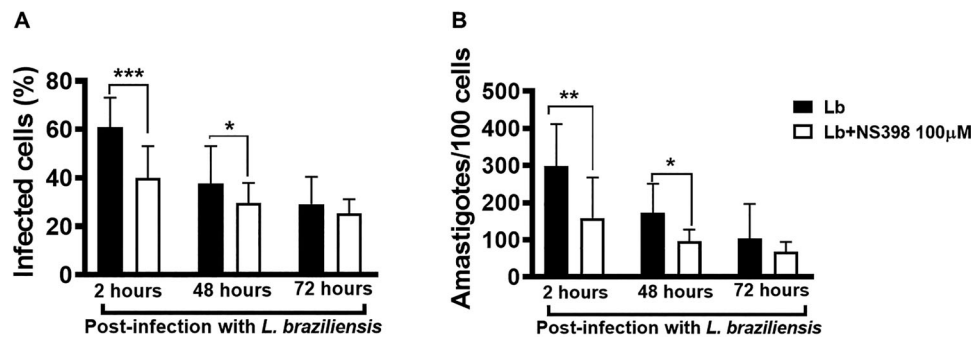 A
Infected cells (%)
80
60
40
20
0
***
*
2 hours 48 hours 72 hours
Post-infection with L. braziliensis
B
Amastigotes/100 cells
500
400
300
200
100
0
**
*
2 hours 48 hours 72 hours
Post-infection with L. braziliensis
Lb
Lb+NS398 100μM